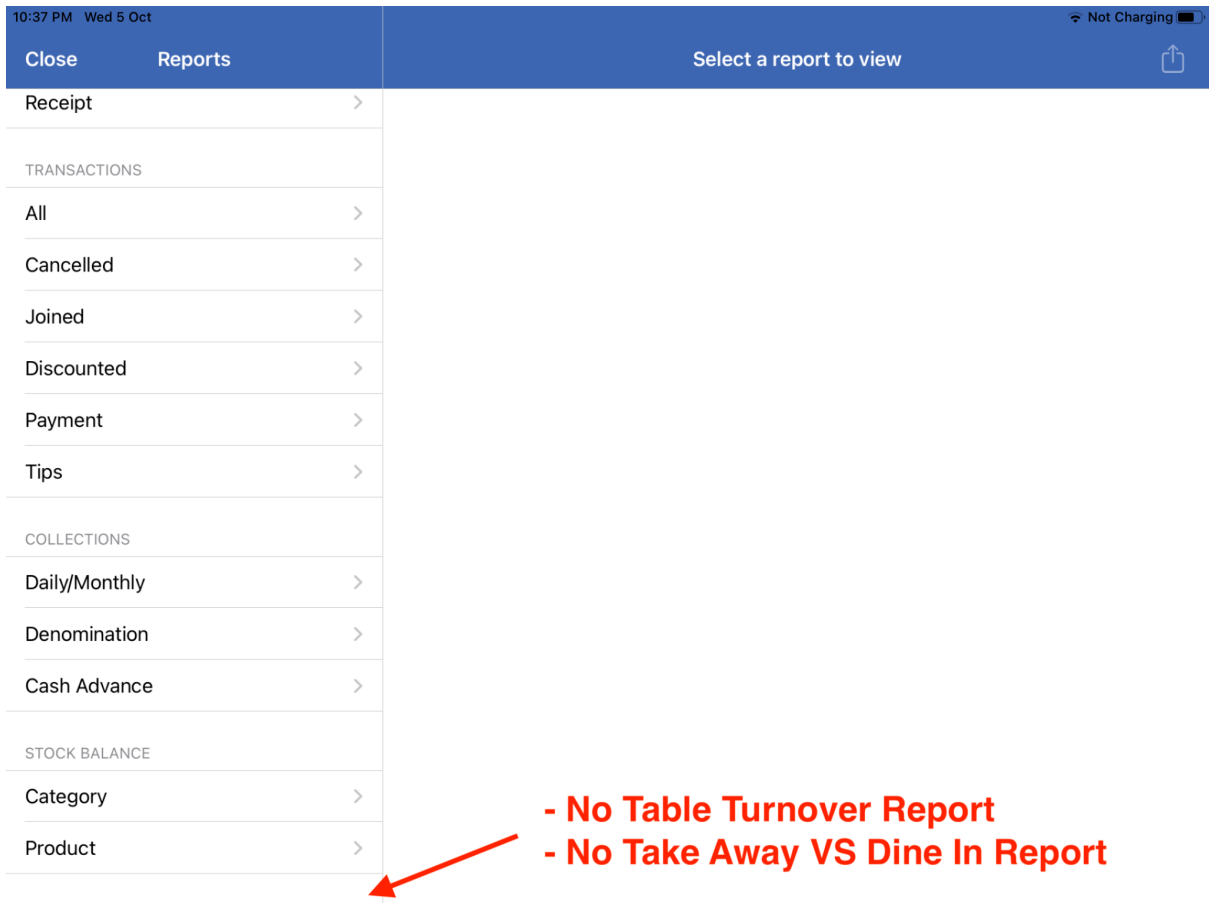 10:37 PM Wed 5 Oct
Not Charging
Close
Reports
Select a report to view
Receipt
TRANSACTIONS
All
Cancelled
Joined
Discounted
Payment
Tips
COLLECTIONS
Daily/Monthly
Denomination
Cash Advance
STOCK BALANCE
Category
Product
- No Table Turnover Report
- No Take Away VS Dine In Report